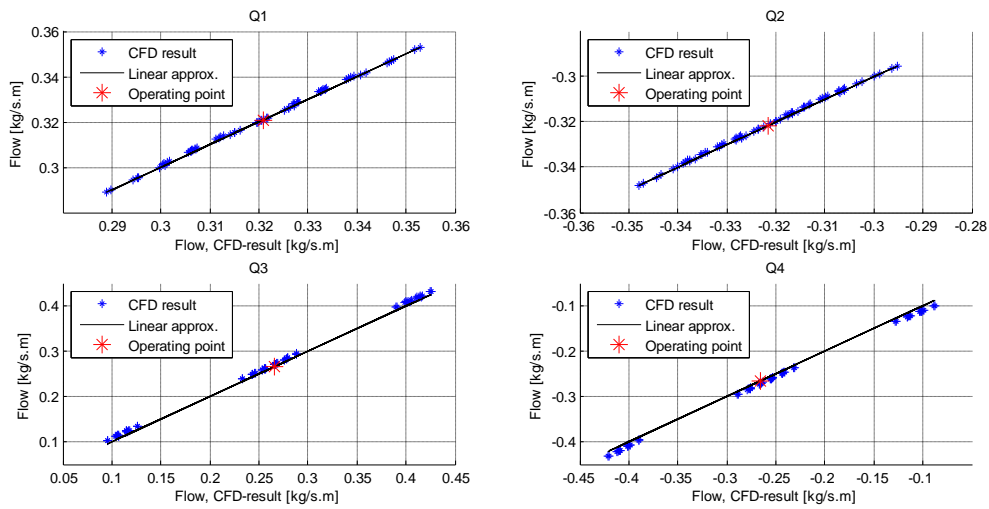 Q1
0.36
0.34
0.32
0.3
Flow [kg/s.m]
CFD result
Linear approx.
Operating point
0.29 0.3 0.31 0.32 0.33 0.34 0.35 0.36
Flow, CFD-result [kg/s.m]
Q2
-0.3
-0.32
-0.34
-0.36
Flow [kg/s.m]
CFD result
Linear approx.
Operating point
-0.36 -0.35 -0.34 -0.33 -0.32 -0.31 -0.3 -0.29 -0.28
Flow, CFD-result [kg/s.m]
Q3
0.4
0.3
0.2
0.1
Flow [kg/s.m]
CFD result
Linear approx.
Operating point
0.05 0.1 0.15 0.2 0.25 0.3 0.35 0.4 0.45
Flow, CFD-result [kg/s.m]
Q4
-0.1
-0.2
-0.3
-0.4
Flow [kg/s.m]
CFD result
Linear approx.
Operating point
-0.45 -0.4 -0.35 -0.3 -0.25 -0.2 -0.15 -0.1
Flow, CFD-result [kg/s.m]